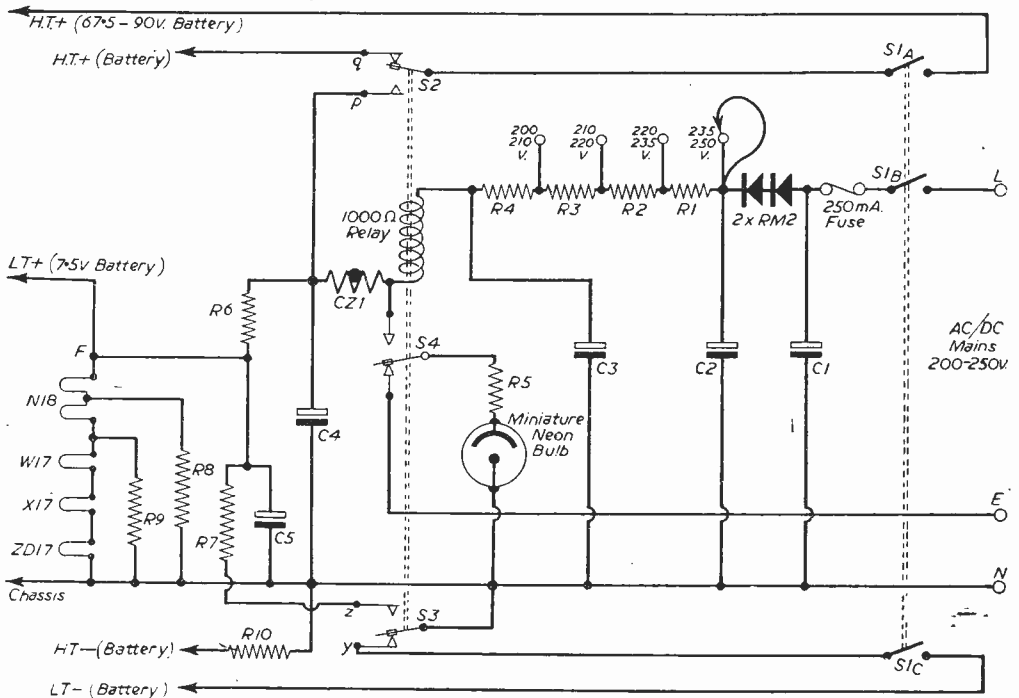 H.T.+ (67·5-90v. Battery)
H.T.+ (Battery)
q
S2
S1A
p
200
210
V.
210
220
V.
220
235
V.
235
250
V.
S1B
L
R4
R3
R2
R1
2 x RM2
250mA.
Fuse
1000Ω
Relay
LT+ (7·5v Battery)
R6
CZ1
F
S4
C3
C2
C1
AC/DC
Mains
200-250V.
N18
R5
Miniature
Neon
Bulb
C4
W17
R8
X17
R9
R7
C5
E
ZD17
N
Chassis
z
S3
R10
HT-(Battery)
y
S1C
LT- (Battery)